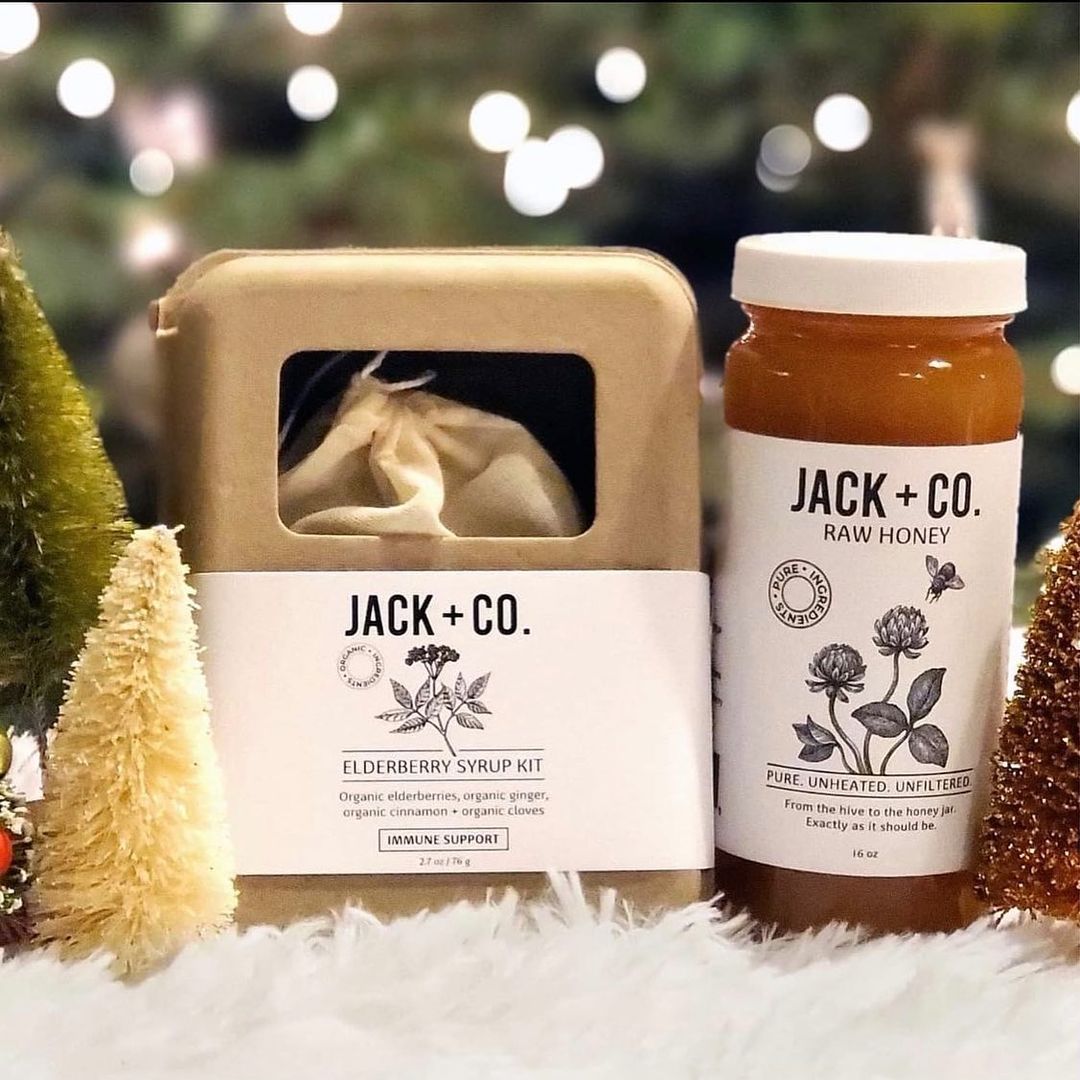 JACK + CO.
ORGANIC • INGREDIENTS •
ELDERBERRY SYRUP KIT
Organic elderberries, organic ginger,
organic cinnamon + organic cloves
IMMUNE SUPPORT
2.7 oz / 76 g
JACK + CO.
RAW HONEY
PURE • INGREDIENTS •
PURE. UNHEATED. UNFILTERED.
From the hive to the honey jar.
Exactly as it should be.
16 oz